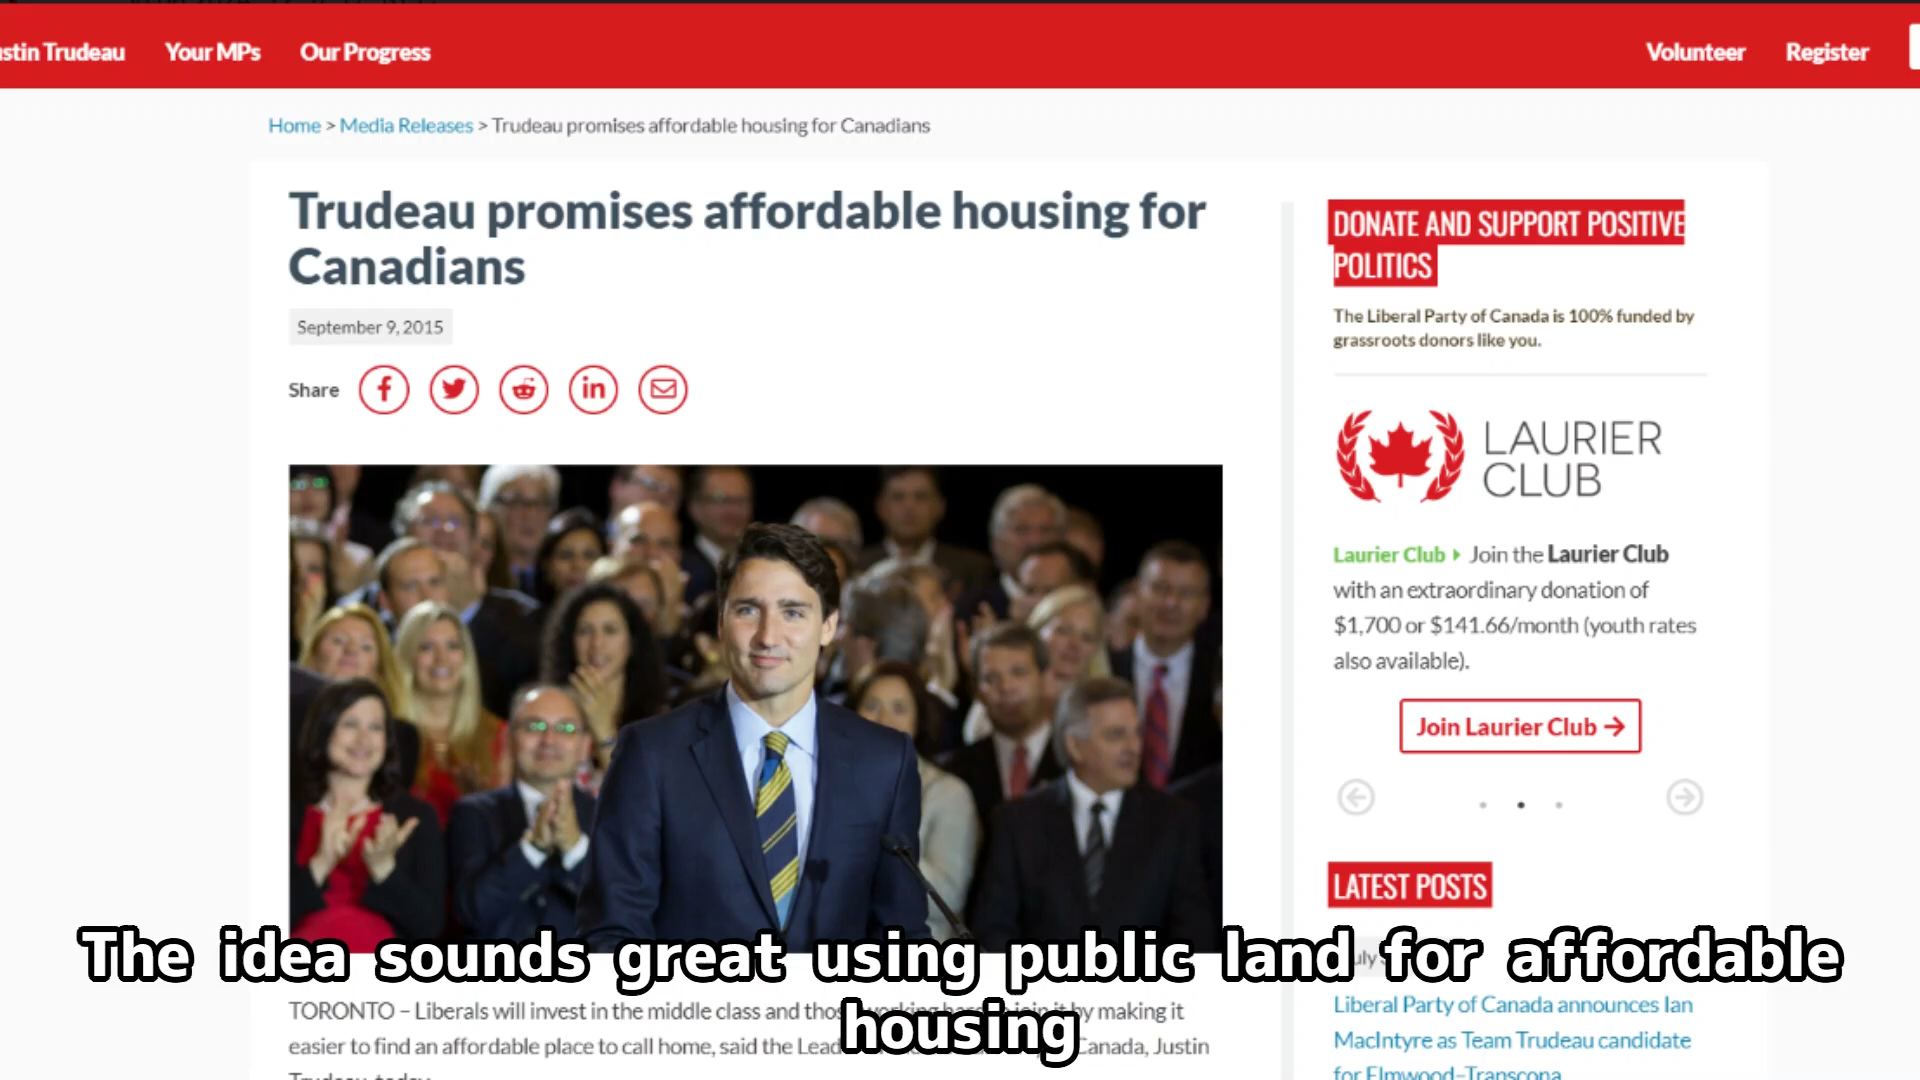 Justin Trudeau Your MPs Our Progress Volunteer Register
Home > Media Releases > Trudeau promises affordable housing for Canadians
Trudeau promises affordable housing for
Canadians
September 9, 2015
Share
DONATE AND SUPPORT POSITIVE
POLITICS
The Liberal Party of Canada is 100% funded by
grassroots donors like you.
LAURIER
CLUB
Laurier Club Join the Laurier Club
with an extraordinary donation of
$1,700 or $141.66/month (youth rates
also available).
Join Laurier Club →
LATEST POSTS
The idea sounds great using public land for affordable
housing
TORONTO – Liberals will invest in the middle class and by making it
easier to find an affordable place to call home, said the Canada, Justin
Liberal Party of Canada announces Ian
MacIntyre as Team Trudeau candidate
for Elmwood–Transcona